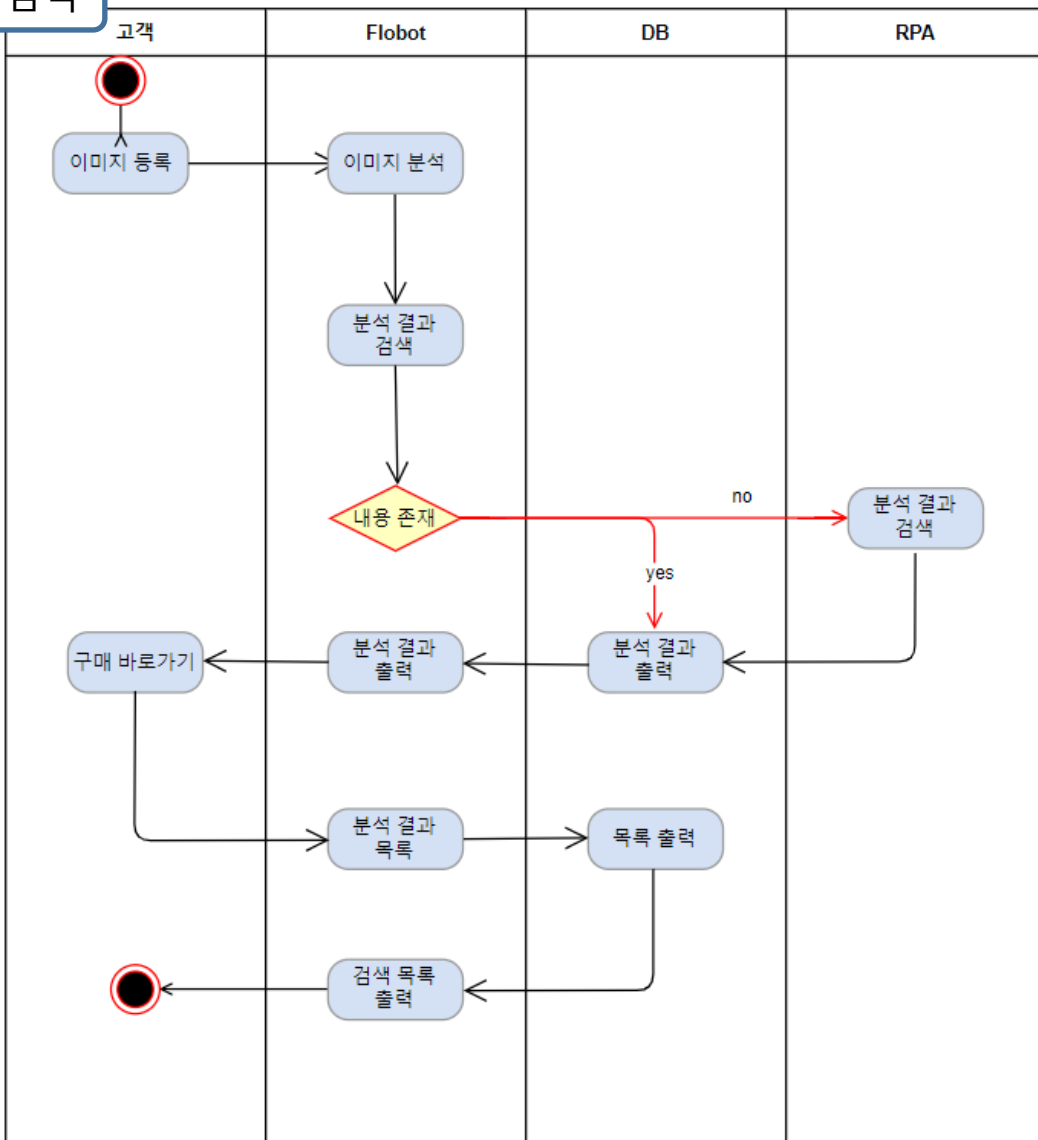 고객 Flobot DB RPA
이미지 등록
이미지 분석
분석 결과
검색
내용 존재
no
분석 결과
검색
yes
구매 바로가기
분석 결과
출력
분석 결과
출력
분석 결과
목록
목록 출력
검색 목록
출력